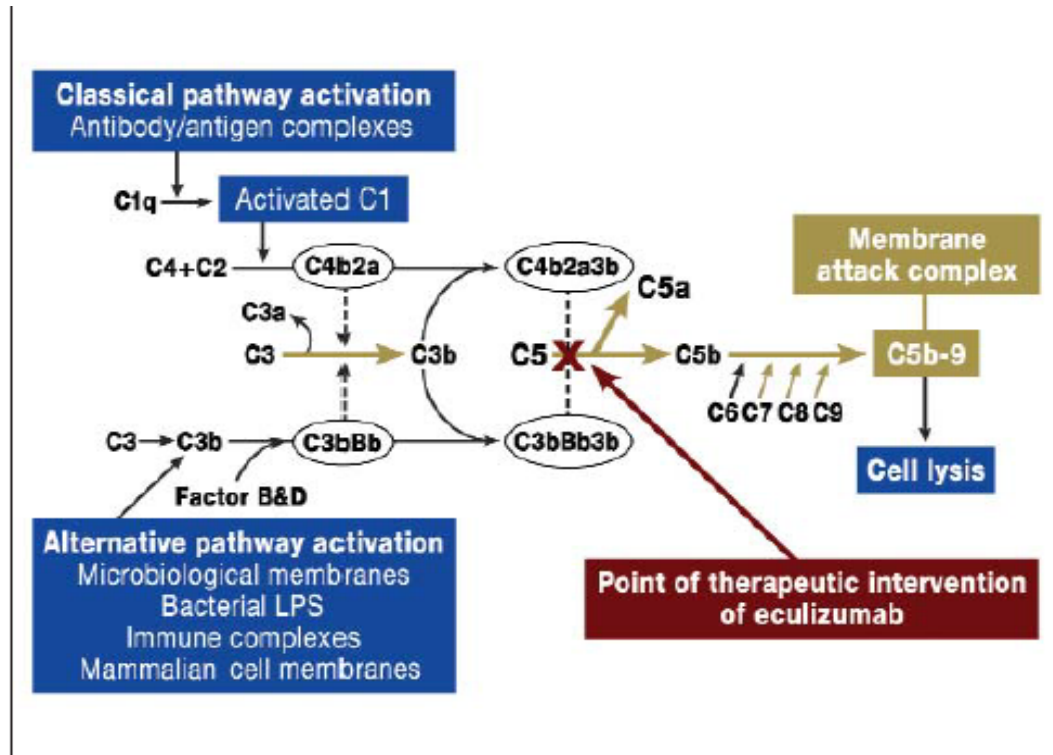 Classical pathway activation
Antibody/antigen complexes
C1q
Activated C1
C4+C2
C4b2a
C4b2a3b
C3a
C3
C3b
C5
X
C5a
C5b
C6
C7
C8
C9
Membrane
attack complex
C5b-9
Cell lysis
C3
C3b
C3bBb
C3bBb3b
Factor B&D
Alternative pathway activation
Microbiological membranes
Bacterial LPS
Immune complexes
Mammalian cell membranes
Point of therapeutic intervention
of eculizumab